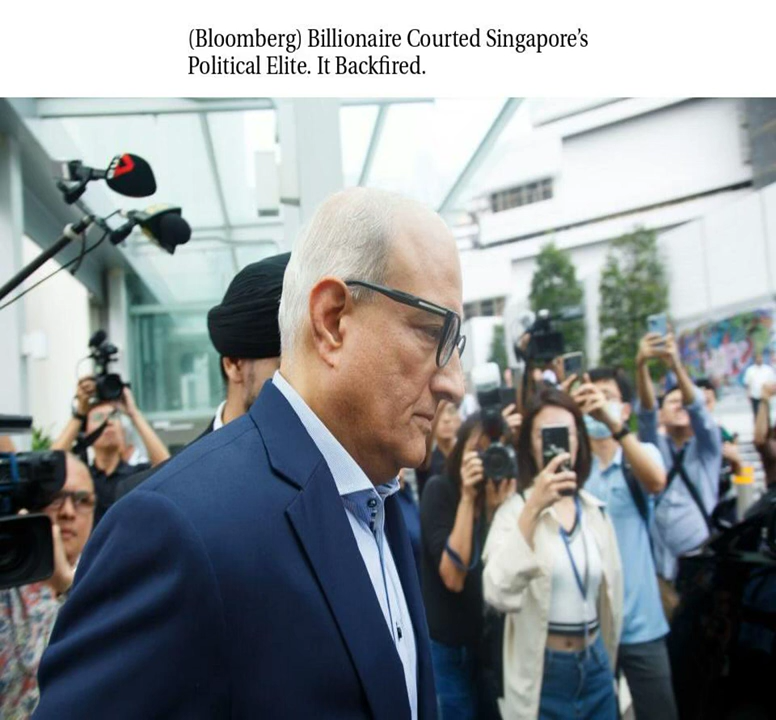 (Bloomberg) Billionaire Courted Singapore’s
Political Elite. It Backfired.